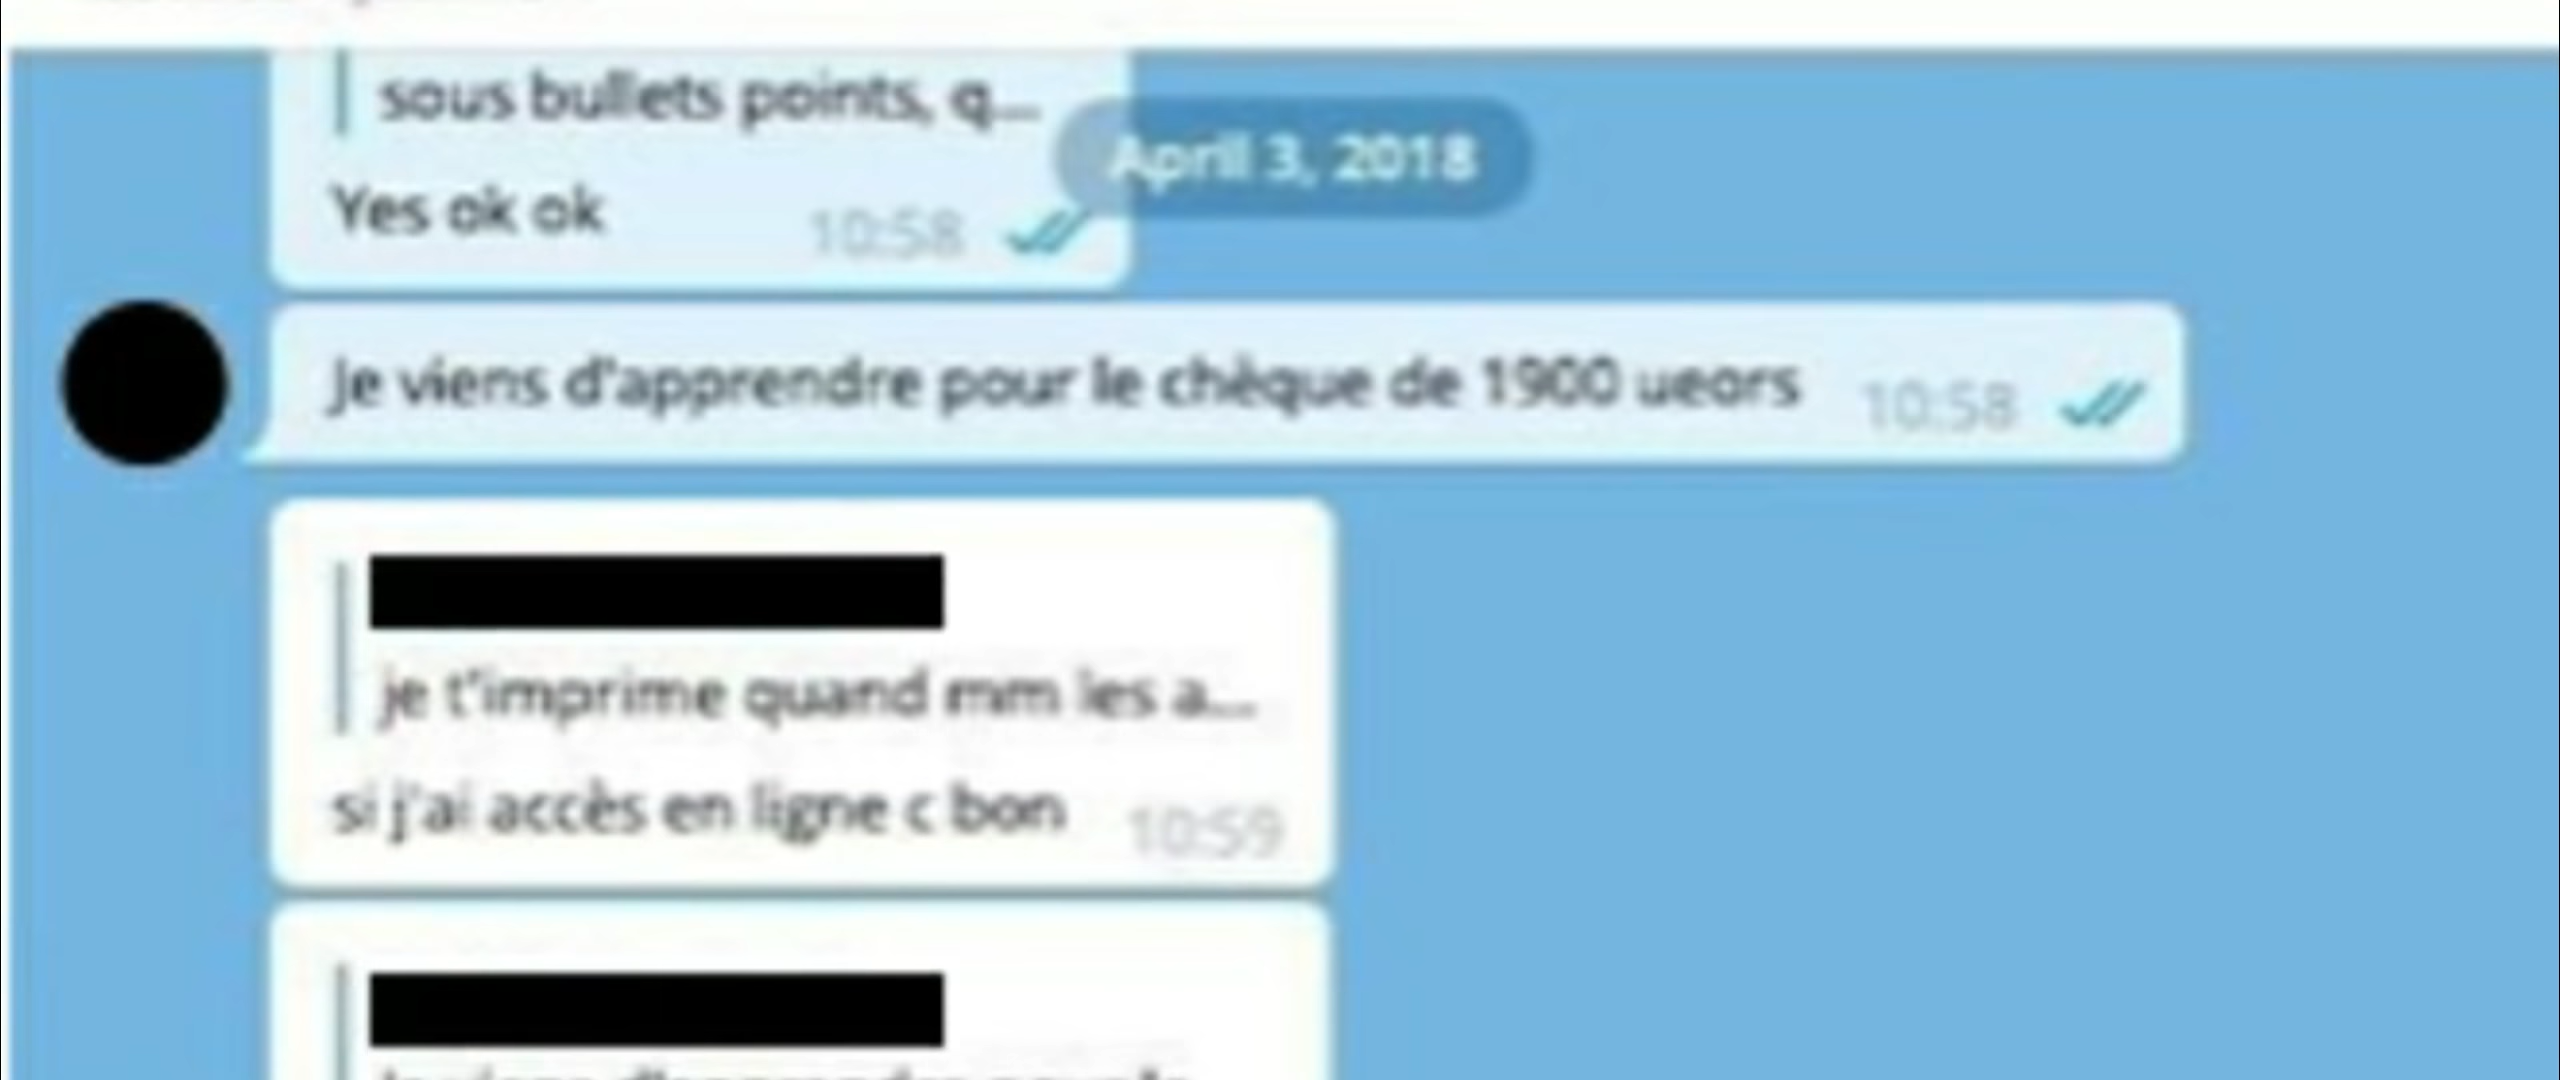 sous bullets points, q...
April 3, 2018
Yes ok ok
10:58
Je viens d'apprendre pour le chèque de 1900 ueors
10:58
je t'imprime quand mm les a...
si j'ai accès en ligne c bon
10:59